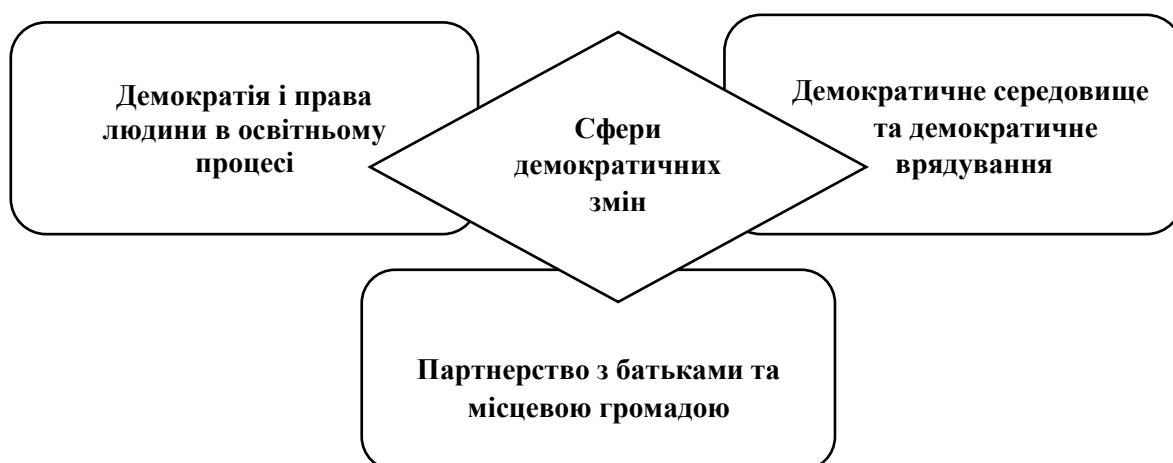 Демократія і права
людини в освітньому
процесі
Сфери
демократичних
змін
Демократичне середовище
та демократичне
врядування
Партнерство з батьками та
місцевою громадою